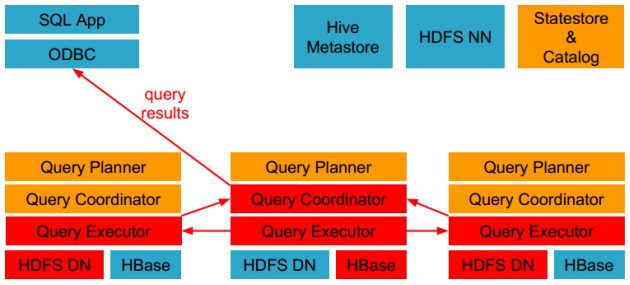 SQL App
ODBC
Hive
Metastore
HDFS NN
Statestore
&
Catalog
query
results
Query Planner
Query Coordinator
Query Executor
HDFS DN
HBase
Query Planner
Query Coordinator
Query Executor
HDFS DN
HBase
Query Planner
Query Coordinator
Query Executor
HDFS DN
HBase